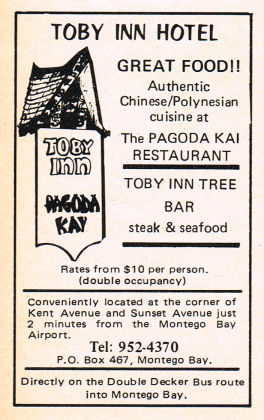 TOBY INN HOTEL
TOBY
INN
PAGODA
KAY
GREAT FOOD!!
Authentic
Chinese/Polynesian
cuisine at
The PAGODA KAI
RESTAURANT
TOBY INN TREE
BAR
steak & seafood
Rates from $10 per person.
(double occupancy)
Conveniently located at the corner of
Kent Avenue and Sunset Avenue just
2 minutes from the Montego Bay
Airport.
Tel: 952-4370
P.O. Box 467, Montego Bay.
Directly on the Double Decker Bus route
into Montego Bay.